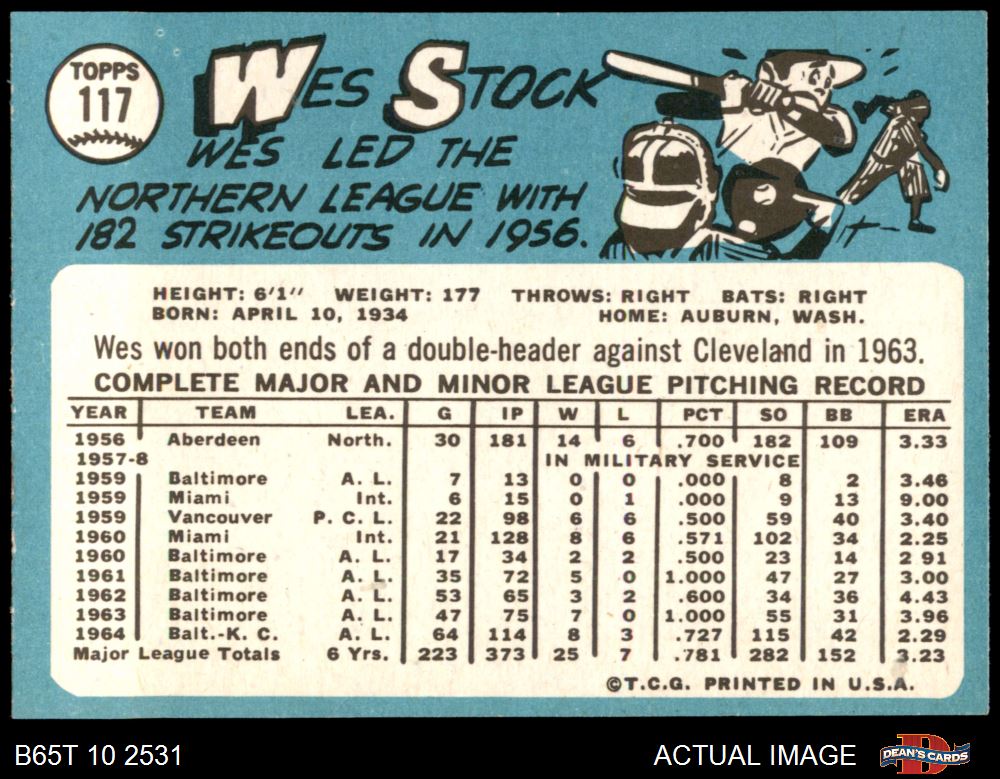 TOPPS
117
WES STOCK
WES LED THE
NORTHERN LEAGUE WITH
182 STRIKEOUTS IN 1956.
HEIGHT: 6'1" WEIGHT: 177 THROWS: RIGHT BATS: RIGHT
BORN: APRIL 10, 1934 HOME: AUBURN, WASH.
Wes won both ends of a double-header against Cleveland in 1963.
COMPLETE MAJOR AND MINOR LEAGUE PITCHING RECORD
YEAR TEAM LEA. G IP W L PCT SO BB ERA
1956 Aberdeen North. 30 181 14 6 .700 182 109 3.33
1957-8 IN MILITARY SERVICE
1959 Baltimore A. L. 7 13 0 0 .000 8 2 3.46
1959 Miami Int. 6 15 0 1 .000 9 13 9.00
1959 Vancouver P. C. L. 22 98 6 6 .500 59 40 3.40
1960 Miami Int. 21 128 8 6 .571 102 34 2.25
1960 Baltimore A. L. 17 34 2 2 .500 23 14 2 91
1961 Baltimore A. L. 35 72 5 0 1.000 47 27 3.00
1962 Baltimore A. L. 53 65 3 2 .600 34 36 4.43
1963 Baltimore A. L. 47 75 7 0 1.000 55 31 3.96
1964 Balt.-K. C. A. L. 64 114 8 3 .727 115 42 2.29
Major League Totals 6 Yrs. 223 373 25 7 .781 282 152 3.23
©T.C.G. PRINTED IN U.S.A.
B65T 10 2531 ACTUAL IMAGE DEAN'S CARDS